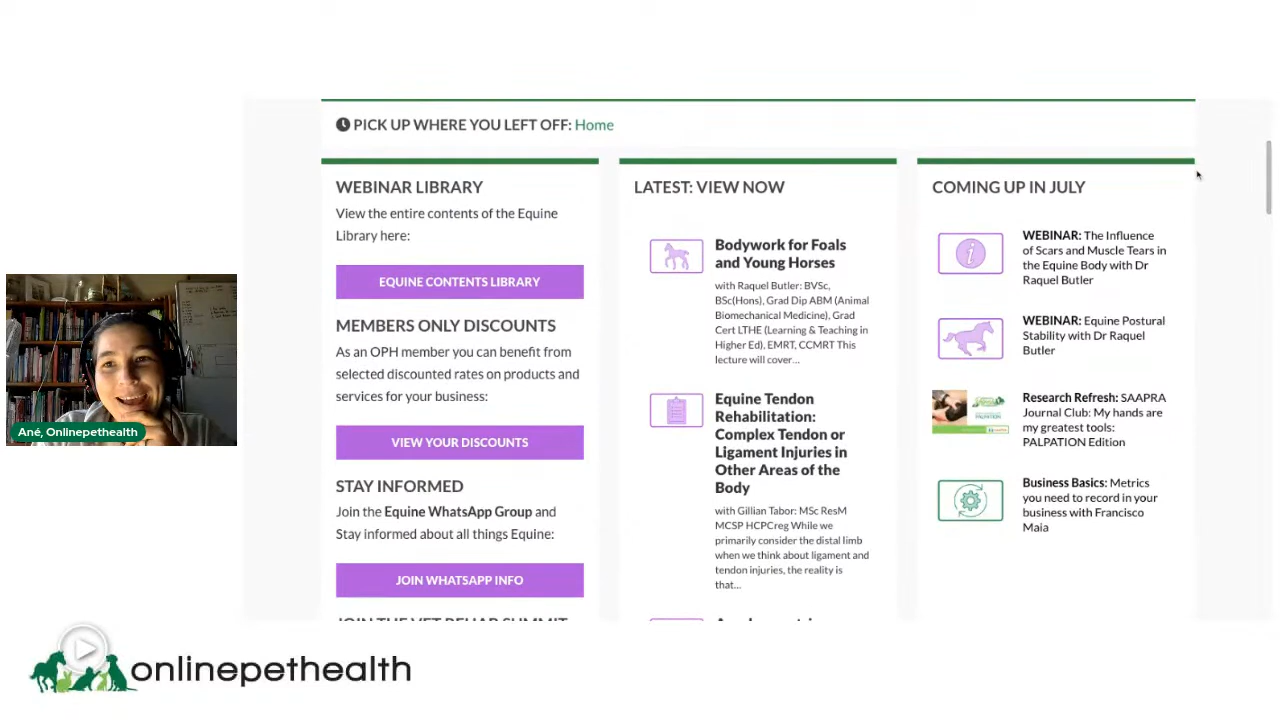 PICK UP WHERE YOU LEFT OFF: Home
WEBINAR LIBRARY
View the entire contents of the Equine
Library here:
EQUINE CONTENTS LIBRARY
MEMBERS ONLY DISCOUNTS
As an OPH member you can benefit from
selected discounted rates on products and
services for your business:
VIEW YOUR DISCOUNTS
STAY INFORMED
Join the Equine WhatsApp Group and
Stay informed about all things Equine:
JOIN WHATSAPP INFO
JOIN THE VET REHAB SUMMIT
LATEST: VIEW NOW
Bodywork for Foals
and Young Horses
with Raquel Butler: BVSc,
BSc(Hons), Grad Dip ABM (Animal
Biomechanical Medicine), Grad
Cert LTHE (Learning & Teaching in
Higher Ed), EMRT, CCMRT This
lecture will cover...
Equine Tendon
Rehabilitation:
Complex Tendon or
Ligament Injuries in
Other Areas of the
Body
with Gillian Tabor: MSc ResM
MCSP HCPCreg While we
primarily consider the distal limb
when we think about ligament and
tendon injuries, the reality is
that...
COMING UP IN JULY
WEBINAR: The Influence
of Scars and Muscle Tears in
the Equine Body with Dr
Raquel Butler
WEBINAR: Equine Postural
Stability with Dr Raquel
Butler
Research Refresh: SAAPRA
Journal Club: My hands are
my greatest tools:
PALPATION Edition
Business Basics: Metrics
you need to record in your
business with Francisco
Maia
Ané, Onlinepethealth
onlinepethealth